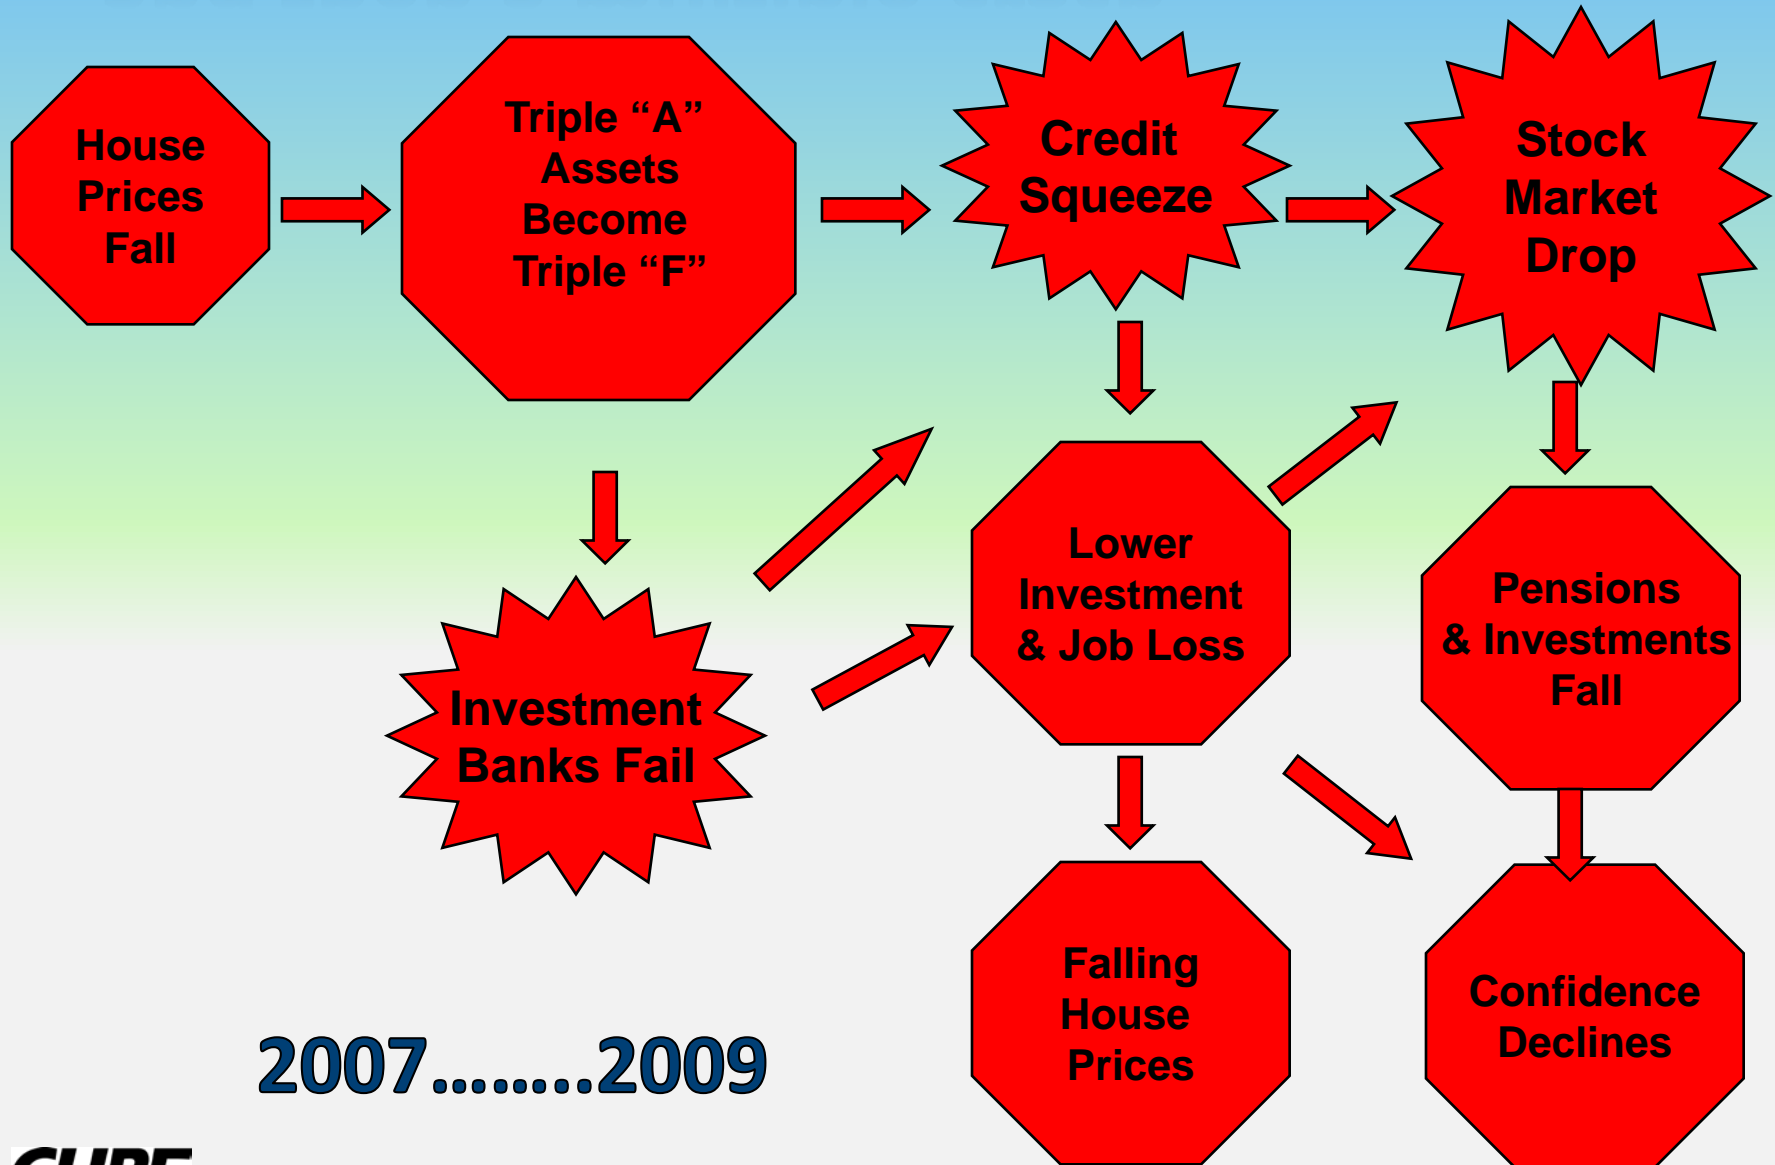 House
Prices
Fall
Triple “A”
Assets
Become
Triple “F”
Credit
Squeeze
Stock
Market
Drop
Investment
Banks Fail
Lower
Investment
& Job Loss
Pensions
& Investments
Fall
Falling
House
Prices
Confidence
Declines
2007........2009